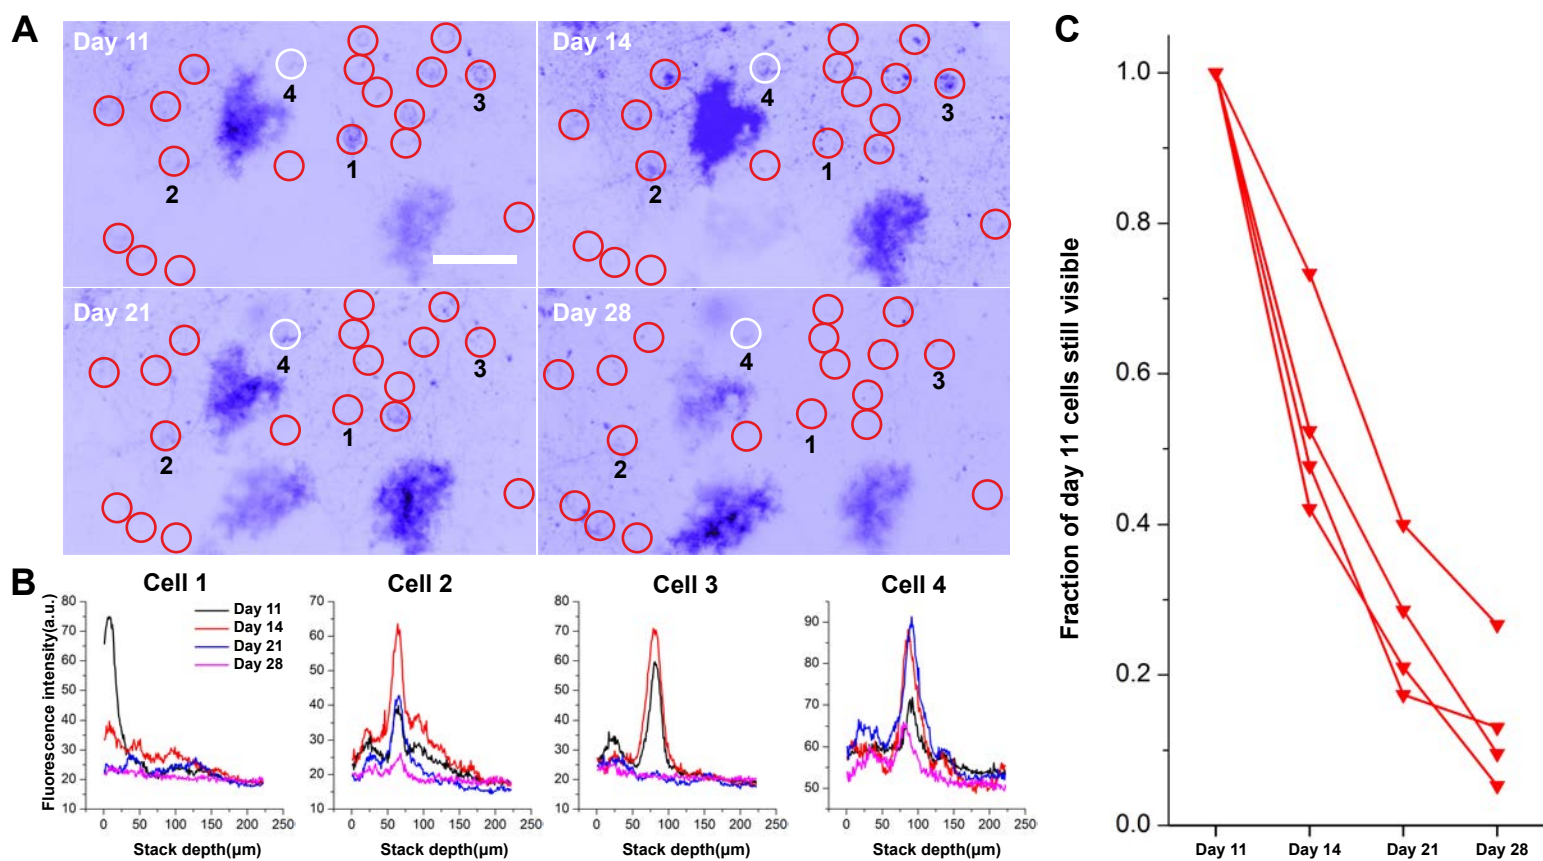 A
Day 11
4
3
1
2
Day 14
4
3
1
2
Day 21
4
3
1
2
Day 28
4
3
1
2
B
Cell 1
Cell 2
Cell 3
Cell 4
Fluorescence intensity(a.u.)
80
70
60
50
40
30
20
10
Day 11
Day 14
Day 21
Day 28
0 50 100 150 200 250
Stack depth(µm)
70
60
50
40
30
20
10
0 50 100 150 200 250
Stack depth(µm)
80
70
60
50
40
30
20
10
0 50 100 150 200 250
Stack depth(µm)
90
80
70
60
50
0 50 100 150 200 250
Stack depth(µm)
C
Fraction of day 11 cells still visible
1.0
0.8
0.6
0.4
0.2
0.0
Day 11 Day 14 Day 21 Day 28